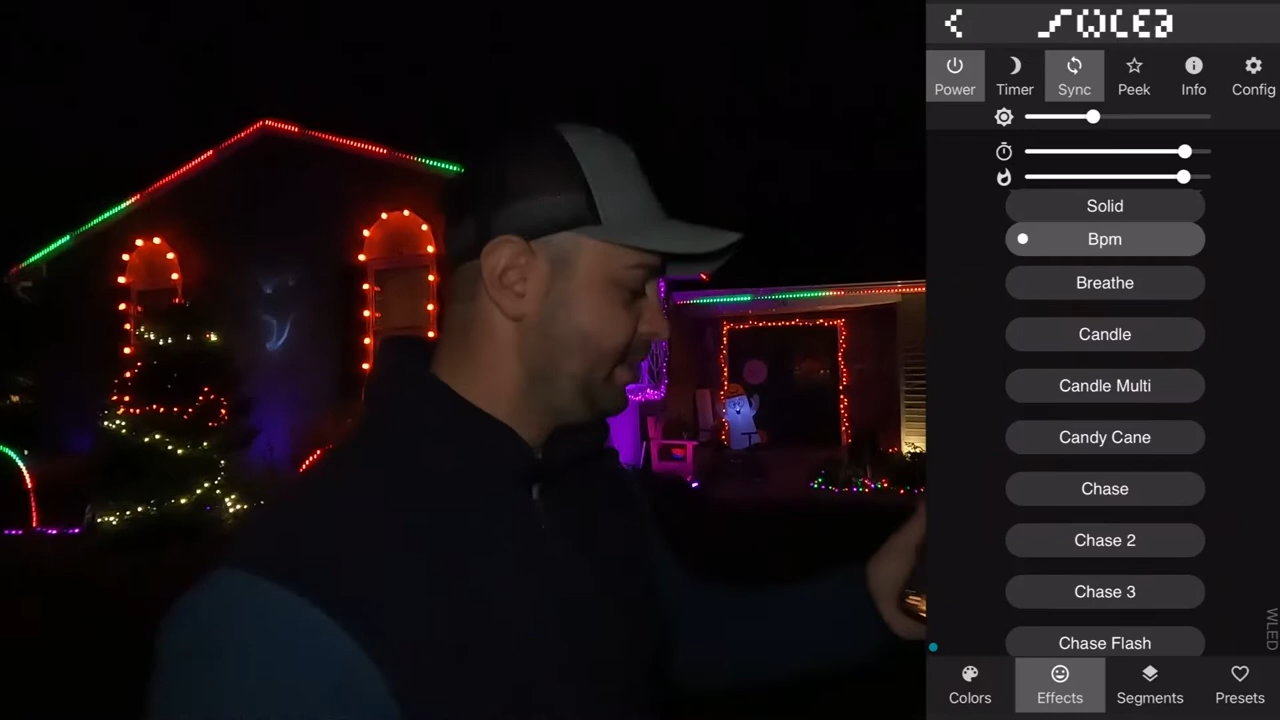 WLED
Power
Timer
Sync
Peek
Info
Config
Solid
Bpm
Breathe
Candle
Candle Multi
Candy Cane
Chase
Chase 2
Chase 3
Chase Flash
WLED
Colors
Effects
Segments
Presets